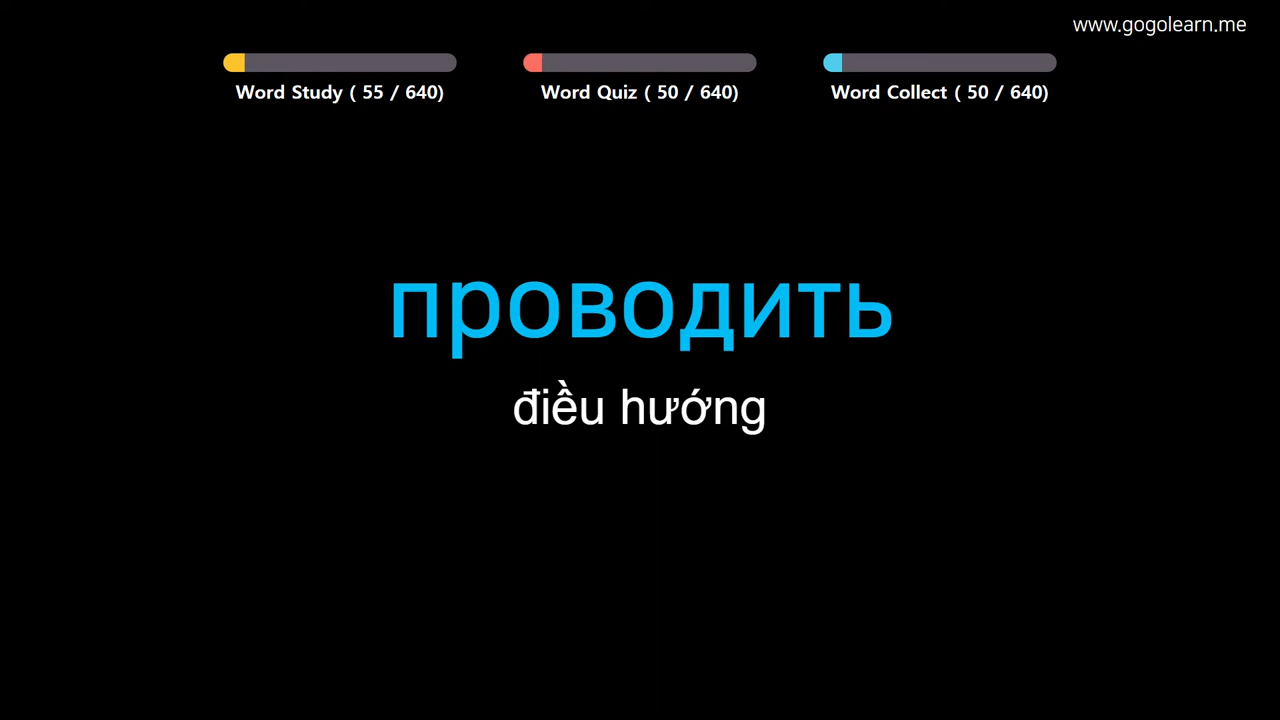 www.gogolearn.me
Word Study ( 55 / 640)
Word Quiz ( 50 / 640)
Word Collect ( 50 / 640)
проводить
điều hướng